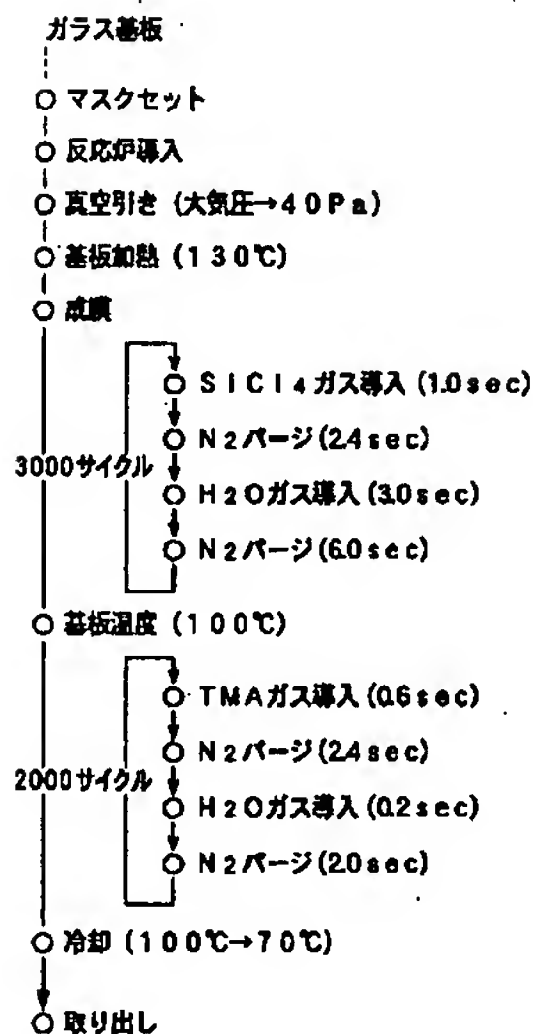 ガラス基板
マスクセット
反応炉導入
真空引き (大気圧→40Pa)
基板加熱 (130℃)
成膜
SiCl4ガス導入 (1.0sec)
N2パージ (2.4sec)
3000サイクル
H2Oガス導入 (3.0sec)
N2パージ (6.0sec)
基板温度 (100℃)
TMAガス導入 (0.6sec)
N2パージ (2.4sec)
2000サイクル
H2Oガス導入 (0.2sec)
N2パージ (2.0sec)
冷却 (100℃→70℃)
取り出し